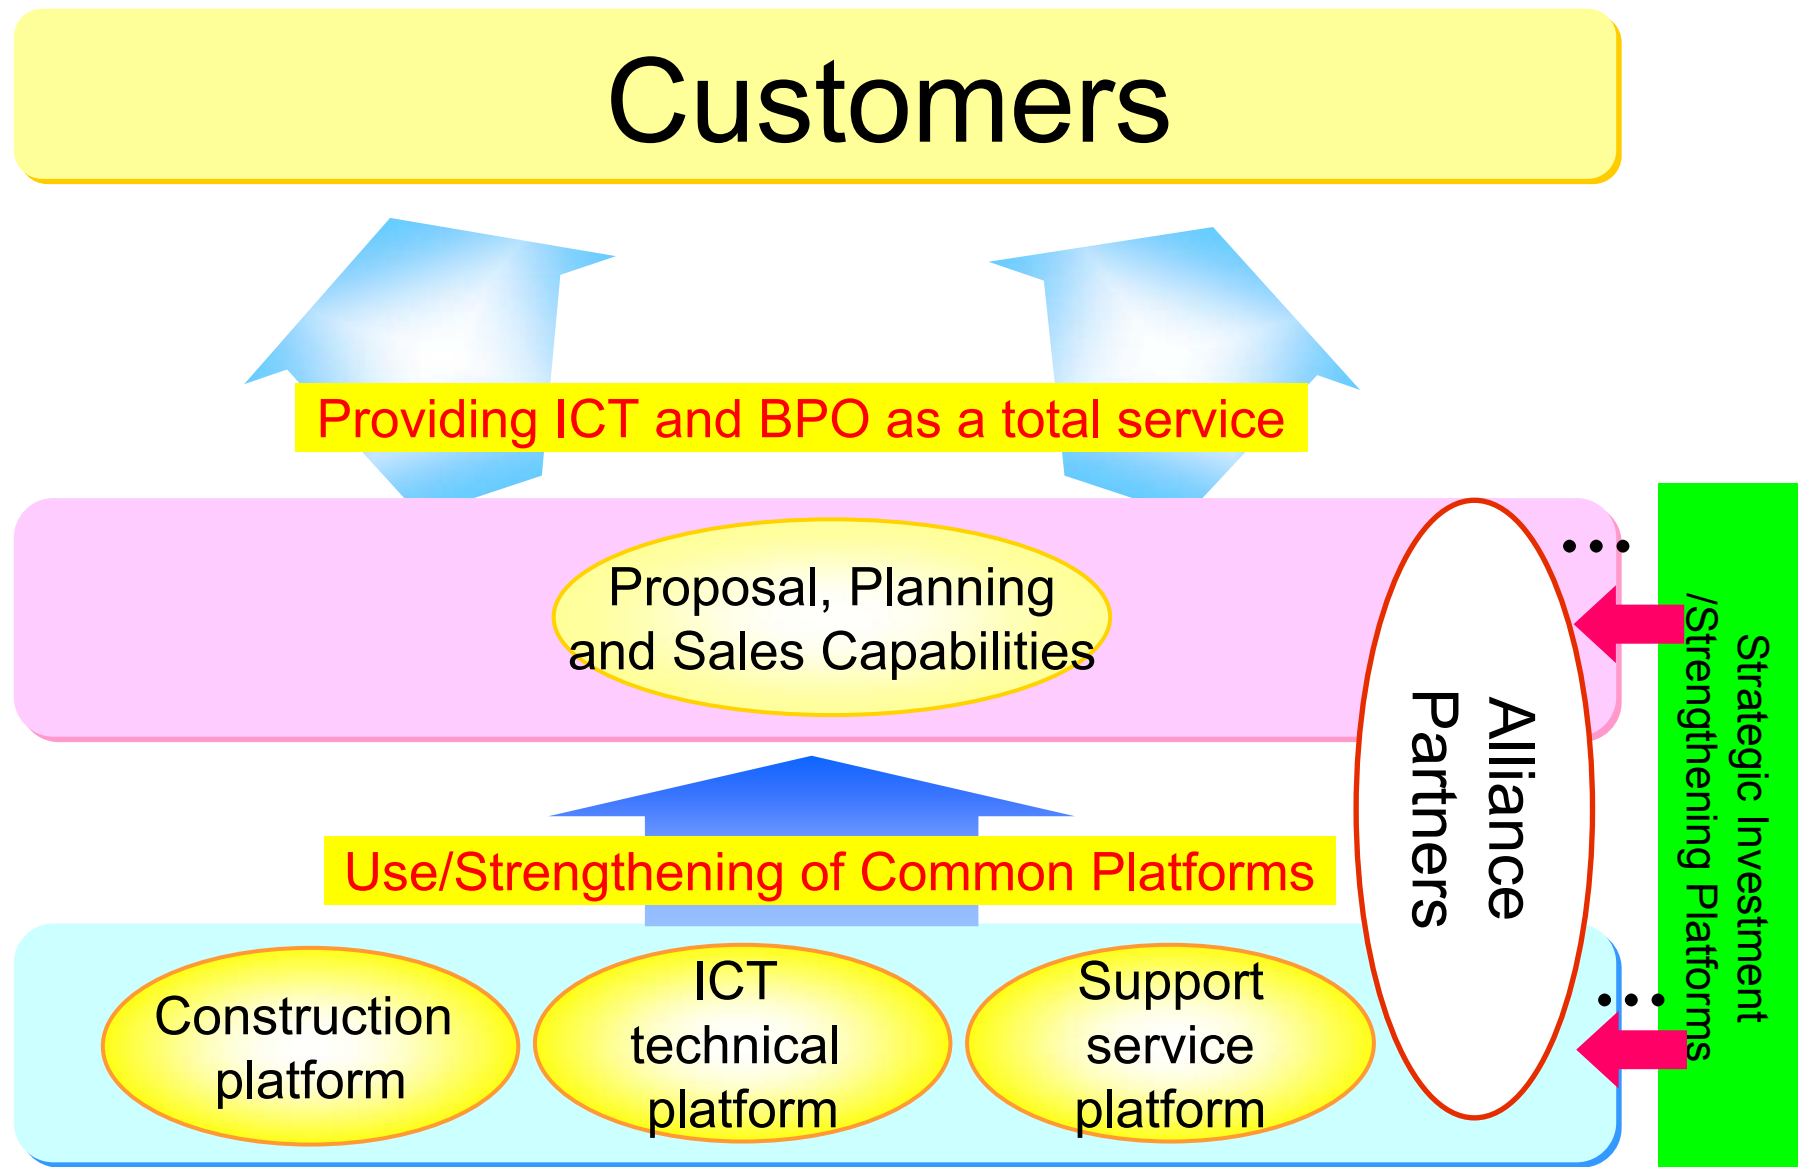 Customers
Providing ICT and BPO as a total service
Proposal, Planning
and Sales Capabilities
...
Alliance
Partners
Strategic Investment
/Strengthening Platforms
Use/Strengthening of Common Platforms
Construction
platform
ICT
technical
platform
Support
service
platform
...